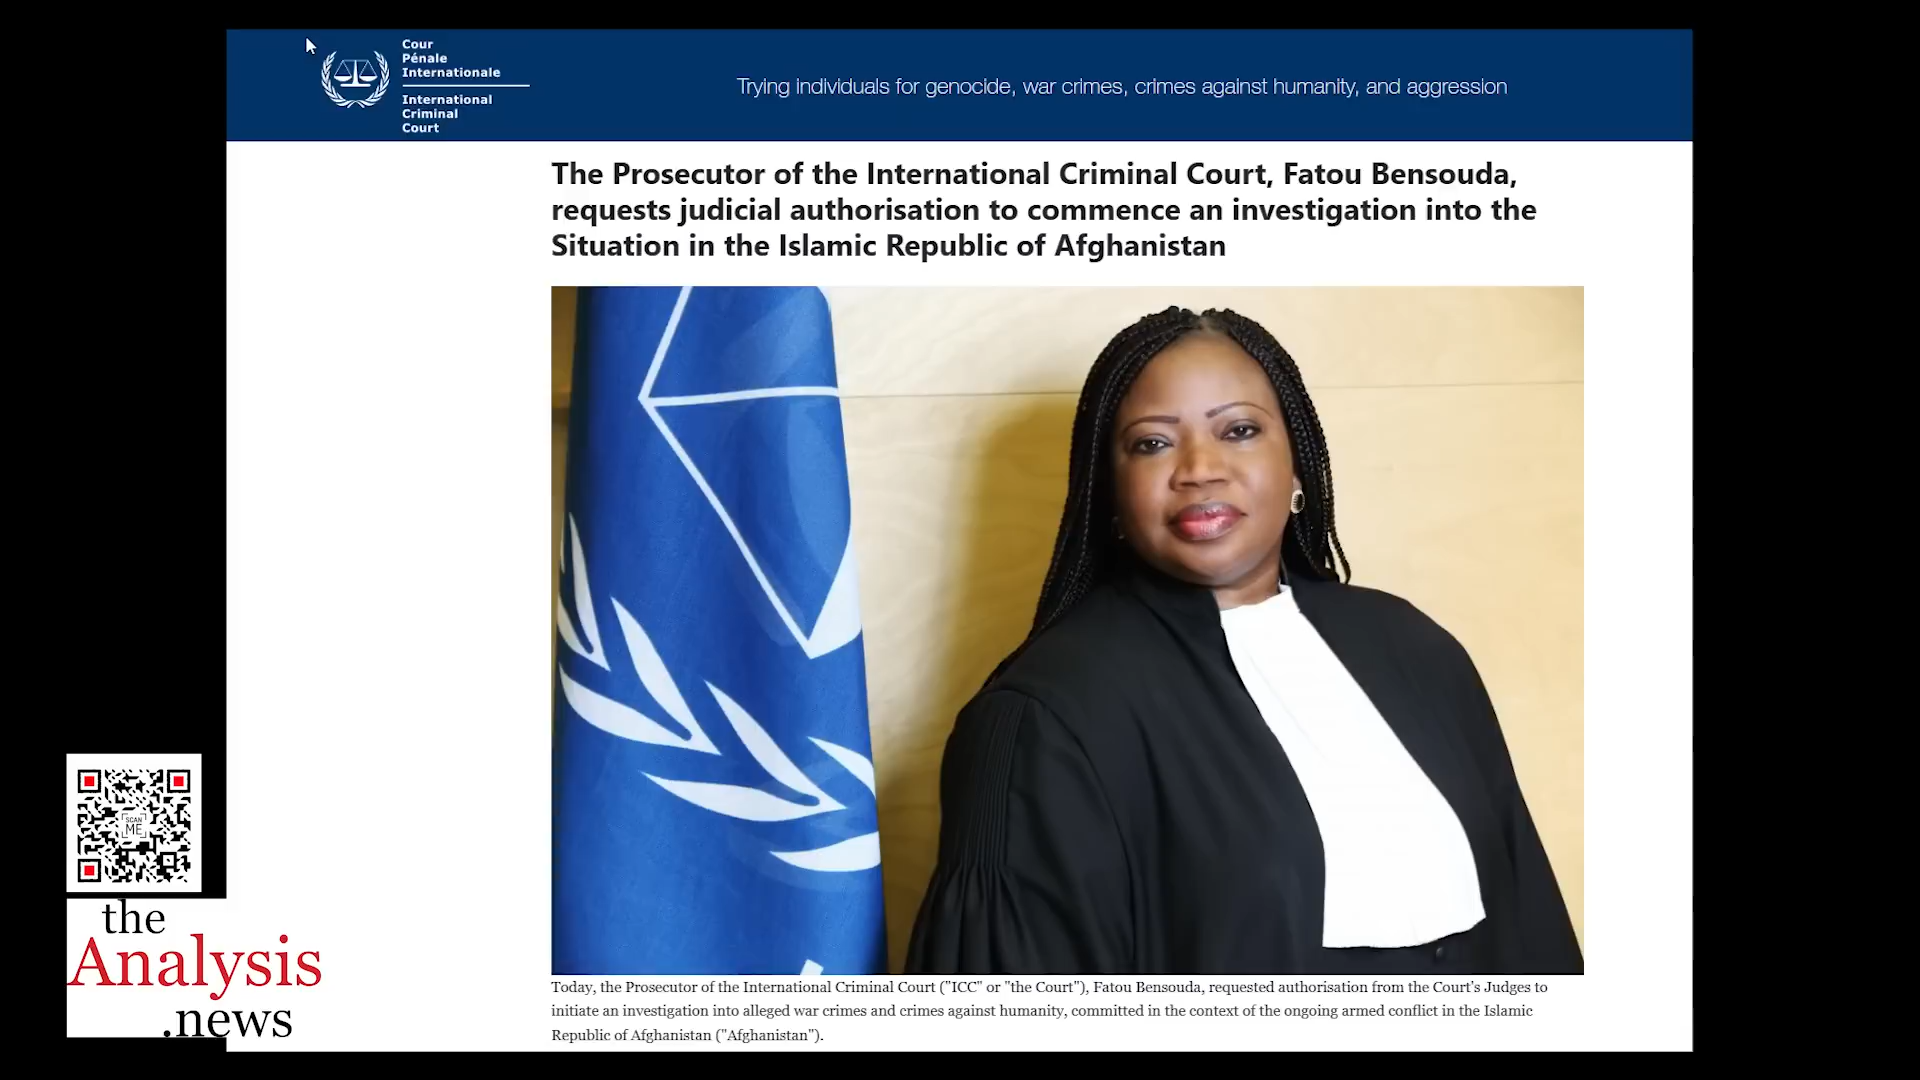 Cour
Pénale
Internationale
International
Criminal
Court
Trying individuals for genocide, war crimes, crimes against humanity, and aggression
The Prosecutor of the International Criminal Court, Fatou Bensouda,
requests judicial authorisation to commence an investigation into the
Situation in the Islamic Republic of Afghanistan
SCAN
ME
the
Analysis
.news
Today, the Prosecutor of the International Criminal Court ("ICC" or "the Court"), Fatou Bensouda, requested authorisation from the Court's Judges to
initiate an investigation into alleged war crimes and crimes against humanity, committed in the context of the ongoing armed conflict in the Islamic
Republic of Afghanistan ("Afghanistan").